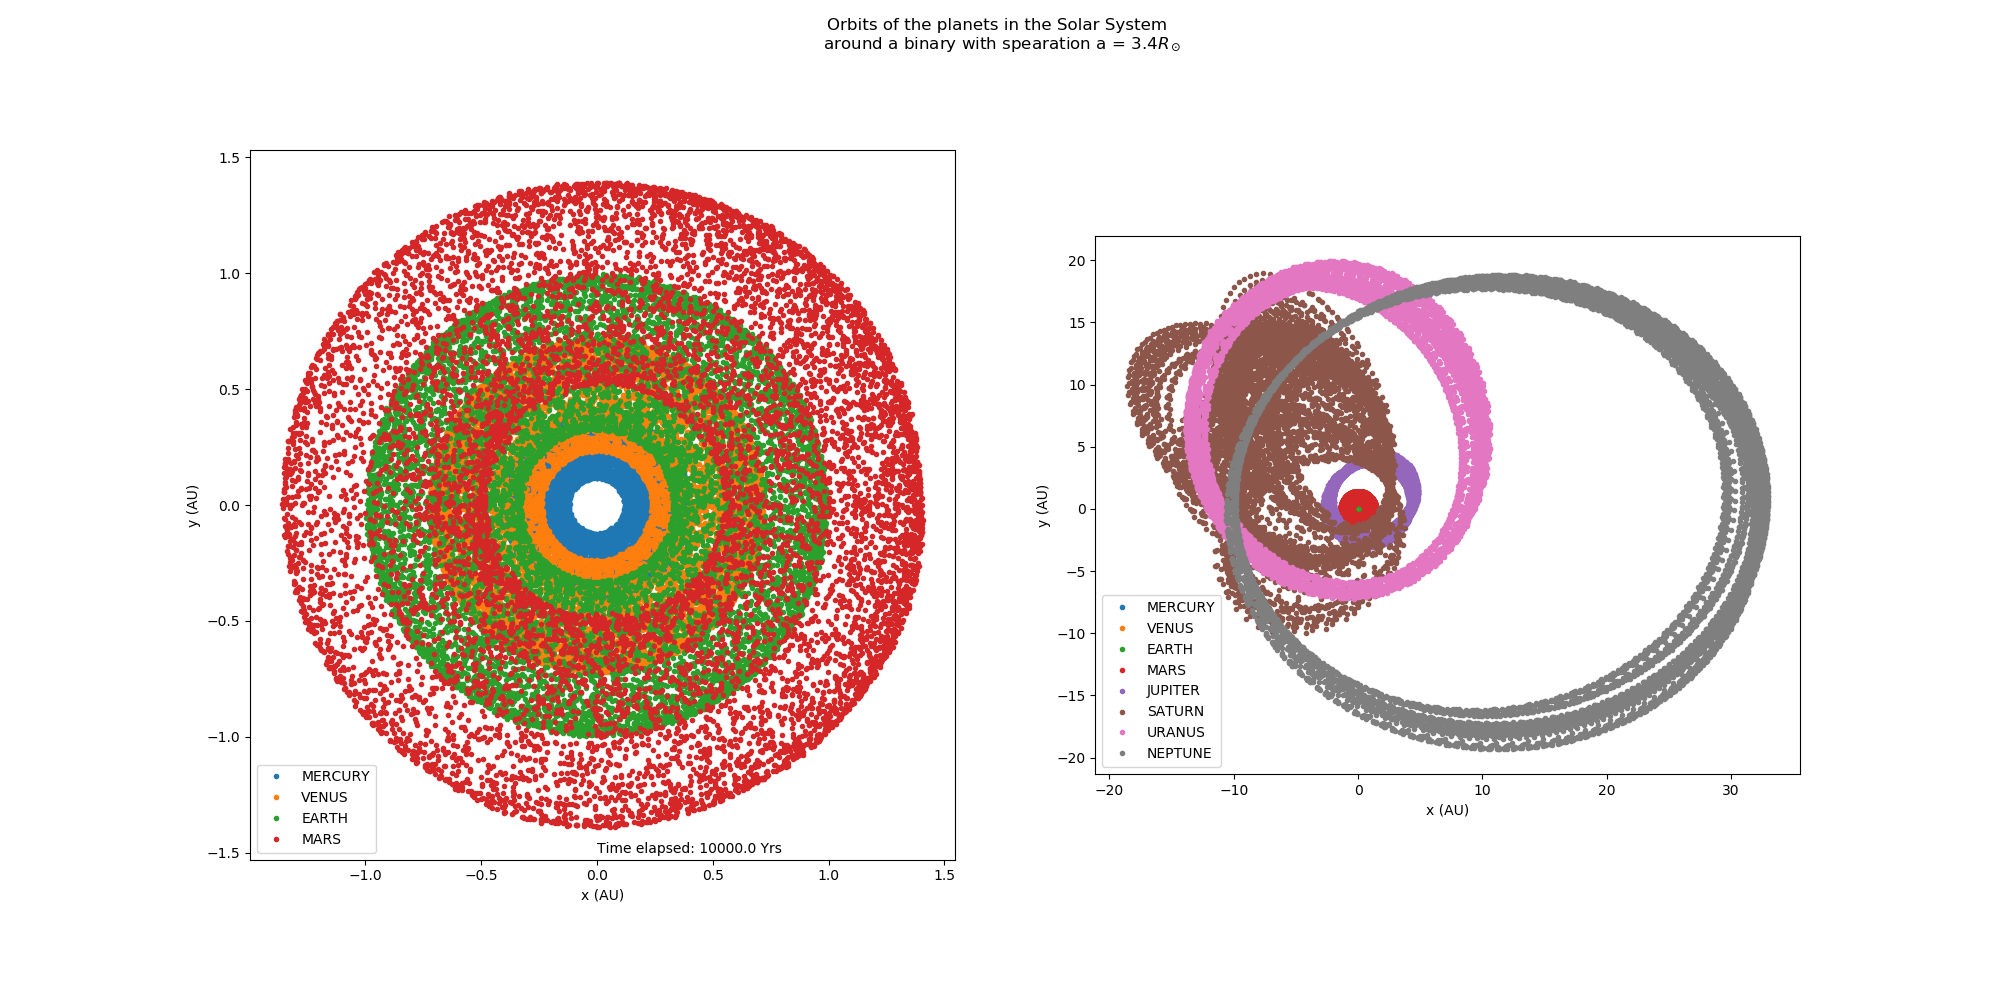 Orbits of the planets in the Solar System
around a binary with spearation a = 3.4R☉
1.5
1.0
0.5
0.0
−0.5
−1.0
−1.5
y (AU)
MERCURY
VENUS
EARTH
MARS
Time elapsed: 10000.0 Yrs
−1.0 −0.5 0.0 0.5 1.0 1.5
x (AU)
20
15
10
5
0
−5
−10
−15
−20
y (AU)
MERCURY
VENUS
EARTH
MARS
JUPITER
SATURN
URANUS
NEPTUNE
−20 −10 0 10 20 30
x (AU)